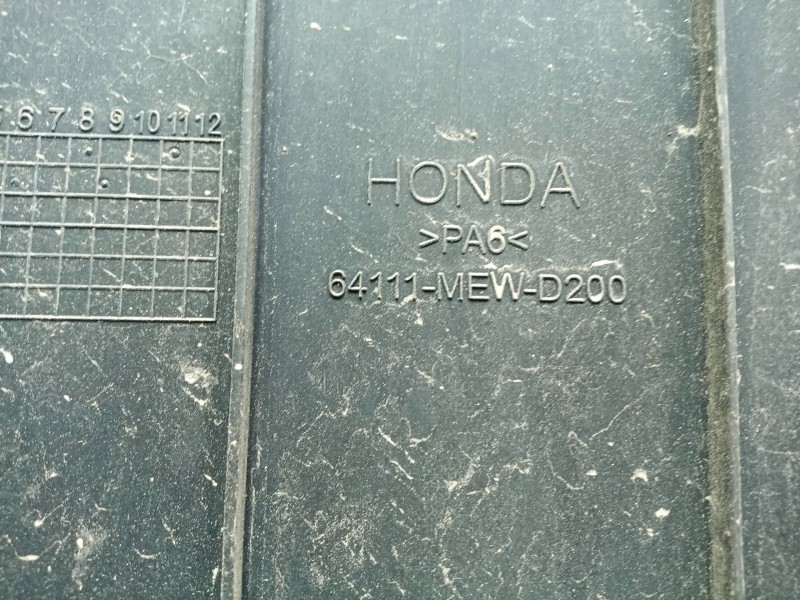 6 7 8 9 10 11 12
HONDA
>PA6<
64111-MEW-D200